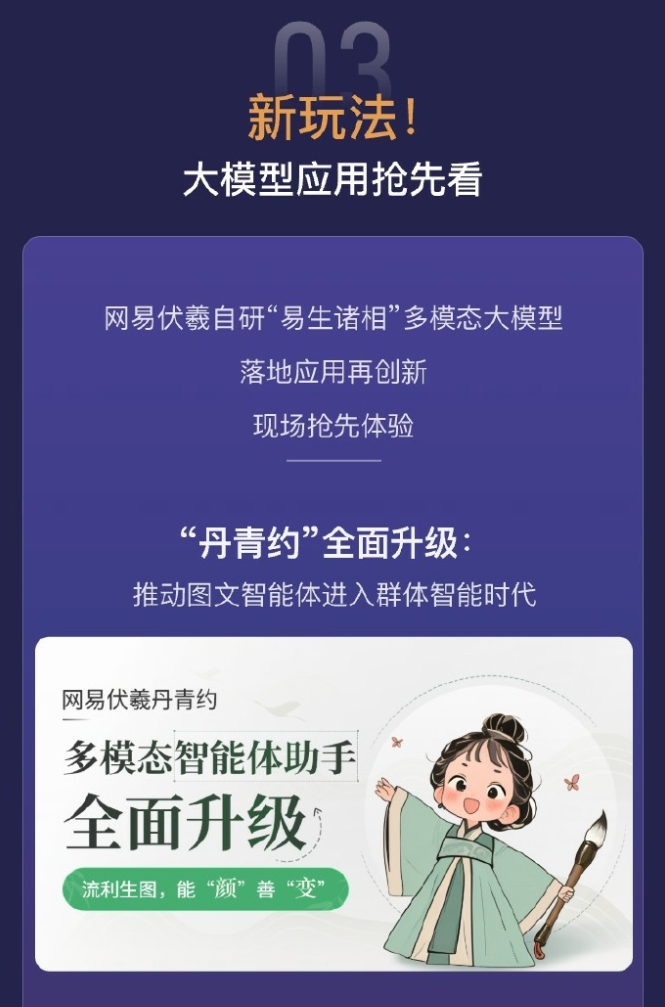 03
新玩法！
大模型应用抢先看
网易伏羲自研“易生诸相”多模态大模型
落地应用再创新
现场抢先体验
“丹青约”全面升级：
推动图文智能体进入群体智能时代
网易伏羲丹青约
多模态智能体助手
全面升级
流利生图，能“颜”善“变”